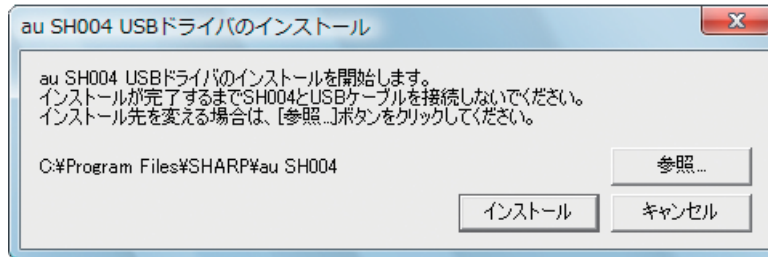 au SH004 USBドライバのインストール
au SH004 USBドライバのインストールを開始します。
インストールが完了するまでSH004とUSBケーブルを接続しないでください。
インストール先を変える場合は、[参照...]ボタンをクリックしてください。
C:¥Program Files¥SHARP¥au SH004
参照...
インストール
キャンセル